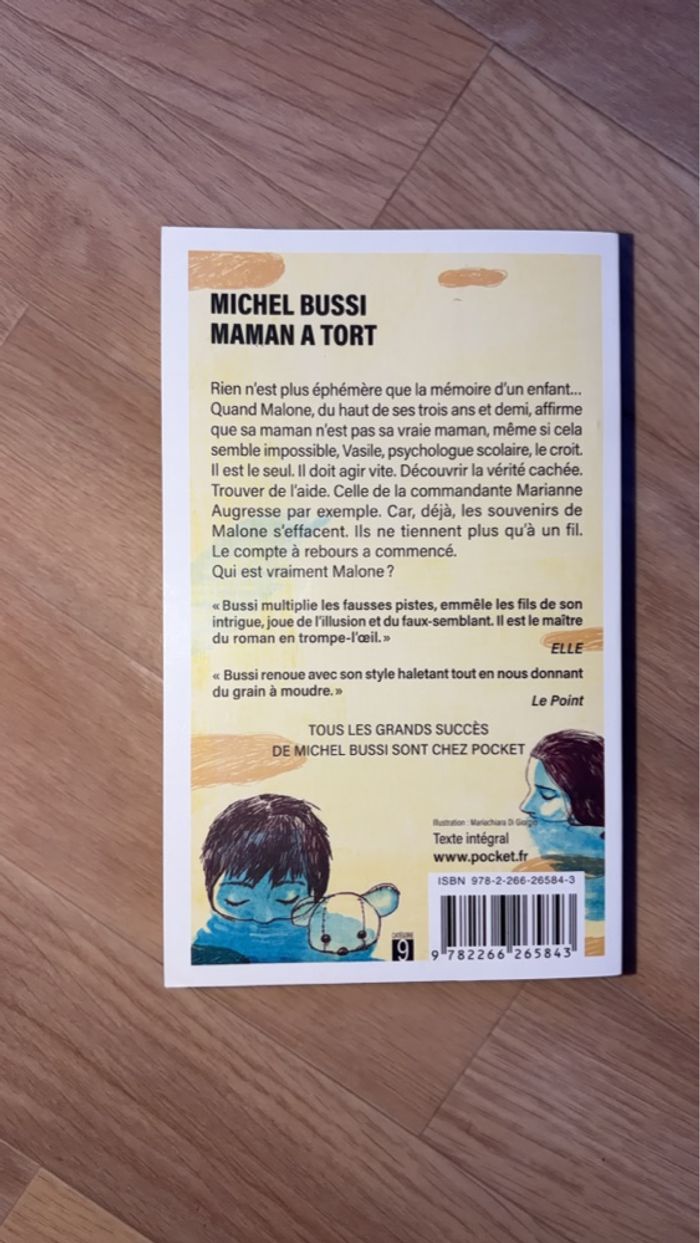 MICHEL BUSSI
MAMAN A TORT
Rien n'est plus éphémère que la mémoire d'un enfant...
Quand Malone, du haut de ses trois ans et demi, affirme
que sa maman n'est pas sa vraie maman, même si cela
semble impossible, Vasile, psychologue scolaire, le croit.
Il est le seul. Il doit agir vite. Découvrir la vérité cachée.
Trouver de l'aide. Celle de la commandante Marianne
Augresse par exemple. Car, déjà, les souvenirs de
Malone s'effacent. Ils ne tiennent plus qu'à un fil.
Le compte à rebours a commencé.
Qui est vraiment Malone ?
« Bussi multiplie les fausses pistes, emmêle les fils de son
intrigue, joue de l'illusion et du faux-semblant. Il est le maître
du roman en trompe-l'œil. »
ELLE
« Bussi renoue avec son style haletant tout en nous donnant
du grain à moudre. »
Le Point
TOUS LES GRANDS SUCCÈS
DE MICHEL BUSSI SONT CHEZ POCKET
Illustration : Mariachiara Di Giorgio
Texte intégral
www.pocket.fr
ISBN 978-2-266-26584-3
CATÉGORIE
9
9 782266 265843